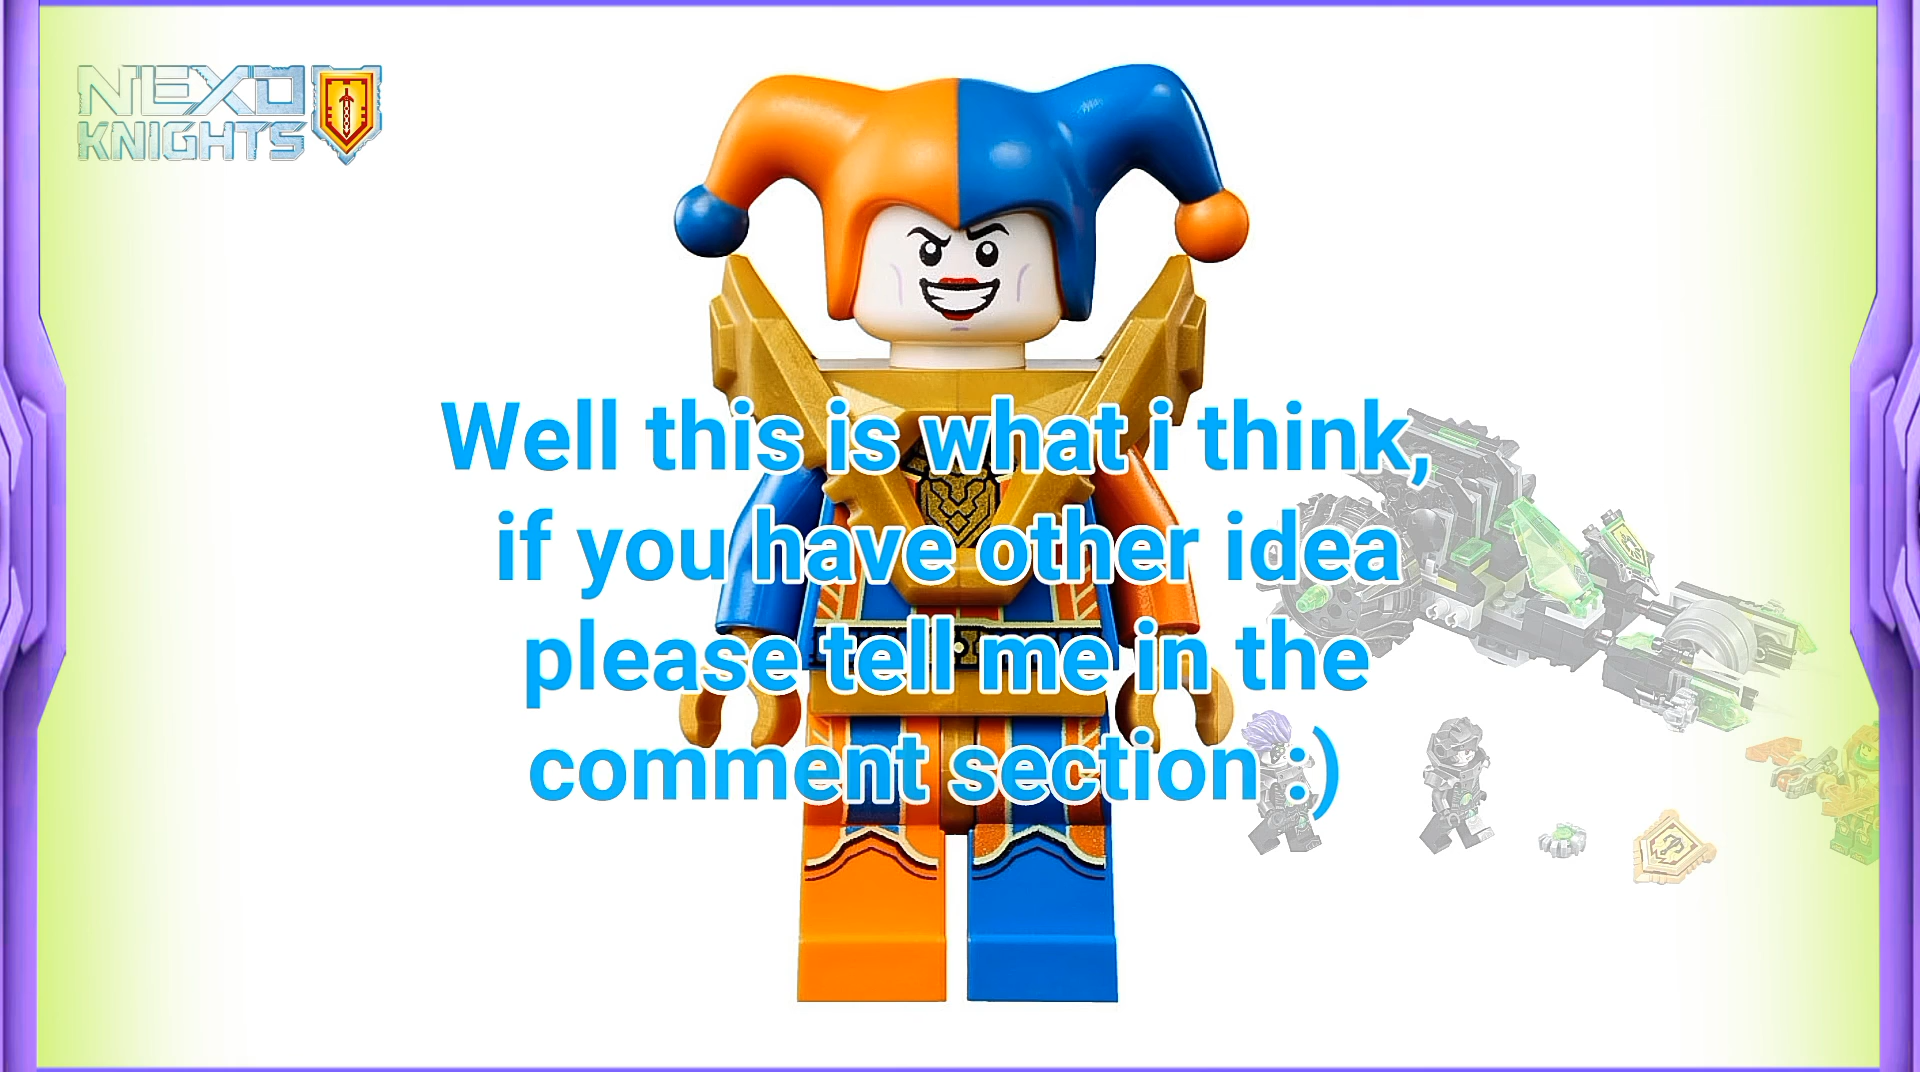 NEXO
KNIGHTS
Well this is what i think,
if you have other idea
please tell me in the
comment section :)